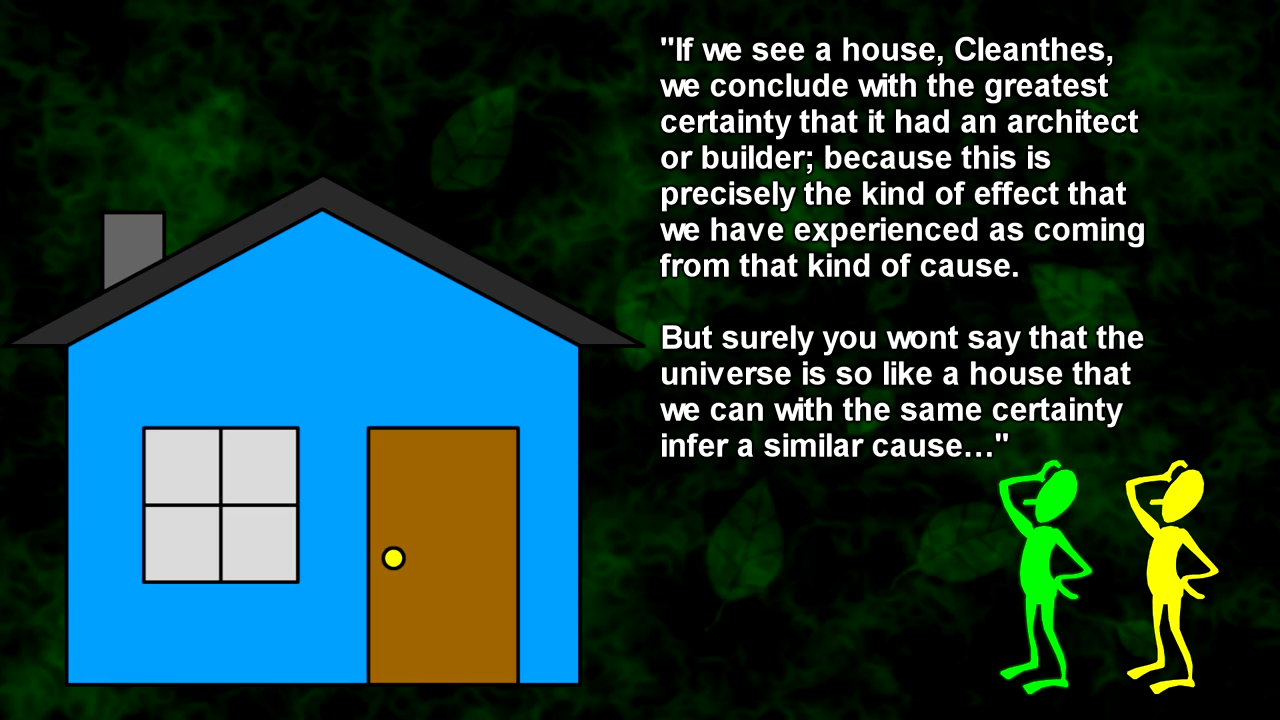 "If we see a house, Cleanthes,
we conclude with the greatest
certainty that it had an architect
or builder; because this is
precisely the kind of effect that
we have experienced as coming
from that kind of cause.
But surely you wont say that the
universe is so like a house that
we can with the same certainty
infer a similar cause…"